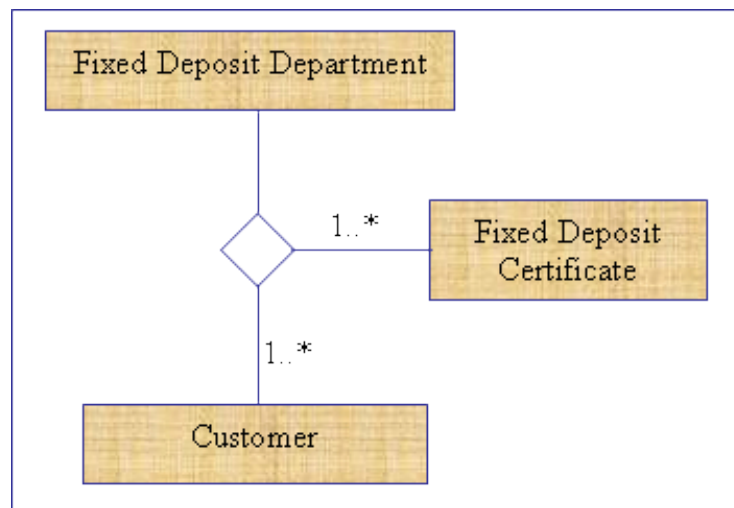 Fixed Deposit Department
1..*
Fixed Deposit
Certificate
1..*
Customer